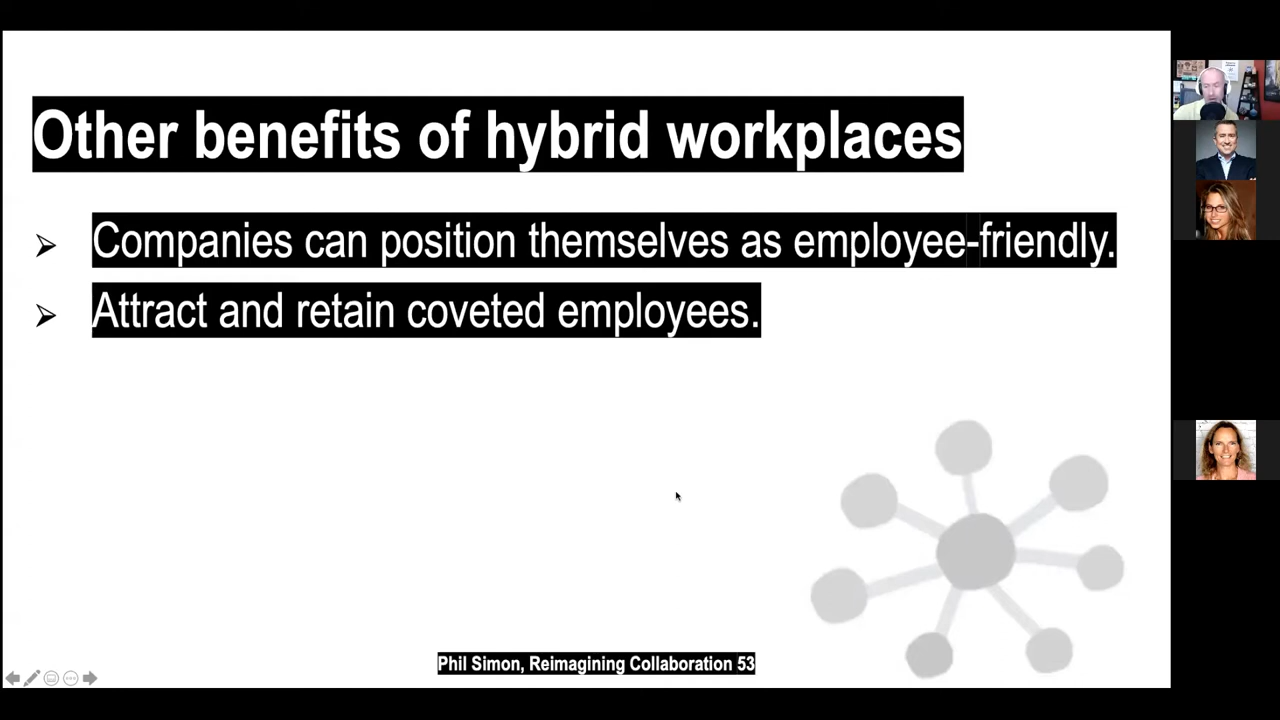 Other benefits of hybrid workplaces
Companies can position themselves as employee-friendly.
Attract and retain coveted employees.
Phil Simon, Reimagining Collaboration 53